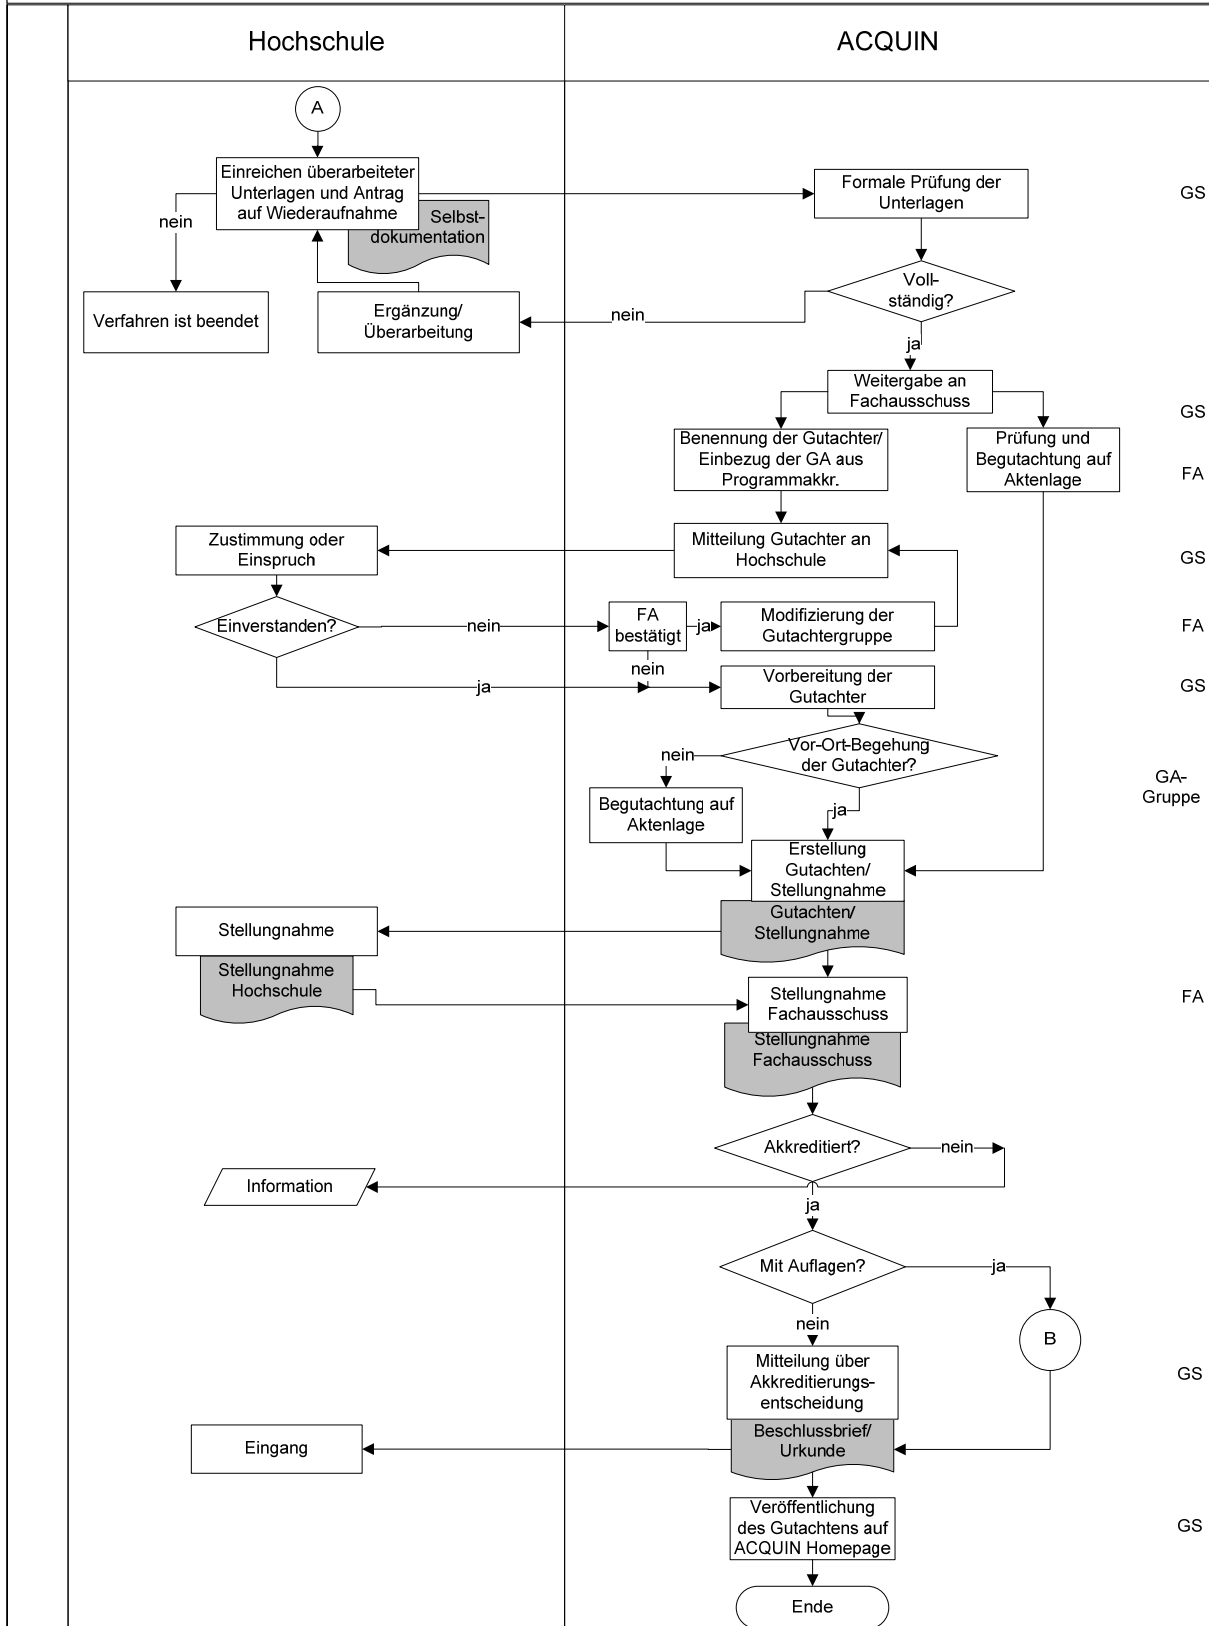 Hochschule
ACQUIN
A
Einreichen überarbeiteter
Unterlagen und Antrag
auf Wiederaufnahme
Formale Prüfung der
Unterlagen
GS
nein
Selbst-
dokumentation
Voll-
ständig?
Verfahren ist beendet
Ergänzung/
Überarbeitung
nein
ja
Weitergabe an
Fachausschuss
GS
Benennung der Gutachter/
Einbezug der GA aus
Programmakkr.
Prüfung und
Begutachtung auf
Aktenlage
FA
Zustimmung oder
Einspruch
Mitteilung Gutachter an
Hochschule
GS
Einverstanden?
nein
FA
bestätigt
ja
Modifizierung der
Gutachtergruppe
FA
nein
ja
Vorbereitung der
Gutachter
GS
Vor-Ort-Begehung
der Gutachter?
nein
GA-
Gruppe
Begutachtung auf
Aktenlage
ja
Erstellung
Gutachten/
Stellungnahme
Gutachten/
Stellungnahme
Stellungnahme
Stellungnahme
Hochschule
Stellungnahme
Fachausschuss
FA
Stellungnahme
Fachausschuss
Akkreditiert?
nein
Information
ja
Mit Auflagen?
ja
nein
B
Mitteilung über
Akkreditierungs-
entscheidung
GS
Beschlussbrief/
Urkunde
Eingang
Veröffentlichung
des Gutachtens auf
ACQUIN Homepage
GS
Ende